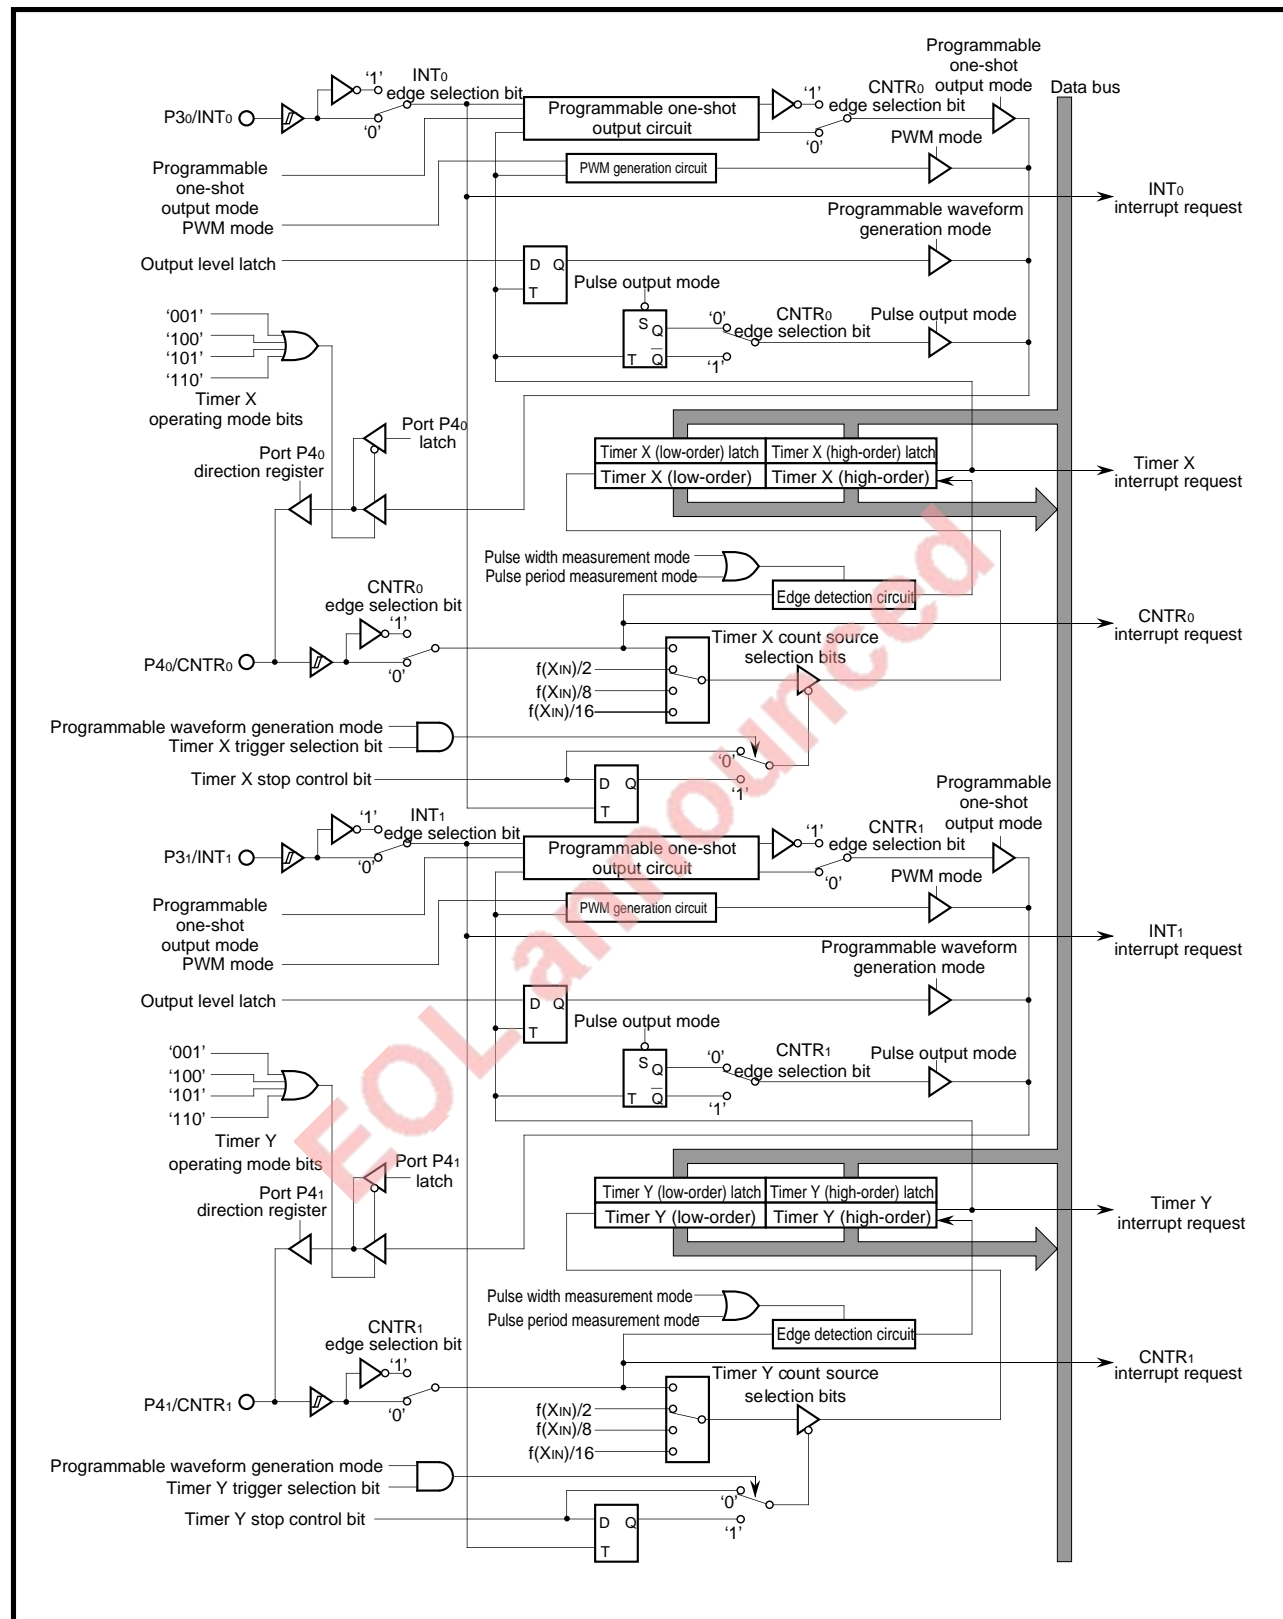 Programmable
one-shot
output mode
Data bus
'1'
INT0
edge selection bit
P30/INT0
'0'
Programmable one-shot
output circuit
'1'
CNTR0
edge selection bit
'0'
Programmable
one-shot
output mode
PWM mode
PWM generation circuit
PWM mode
INT0
interrupt request
Programmable waveform
generation mode
Output level latch
D Q
T
Pulse output mode
S Q
T Q
'0'
CNTR0
edge selection bit
'1'
Pulse output mode
'001'
'100'
'101'
'110'
Timer X
operating mode bits
Port P40
latch
Port P40
direction register
Timer X (low-order) latch
Timer X (high-order) latch
Timer X (low-order)
Timer X (high-order)
Timer X
interrupt request
Pulse width measurement mode
Pulse period measurement mode
Edge detection circuit
CNTR0
edge selection bit
'1'
P40/CNTR0
'0'
CNTR0
interrupt request
Timer X count source
selection bits
f(XIN)/2
f(XIN)/8
f(XIN)/16
Programmable waveform generation mode
Timer X trigger selection bit
Timer X stop control bit
'0'
'1'
D Q
T
Programmable
one-shot
output mode
'1'
INT1
edge selection bit
P31/INT1
'0'
Programmable one-shot
output circuit
'1'
CNTR1
edge selection bit
'0'
Programmable
one-shot
output mode
PWM mode
PWM generation circuit
PWM mode
INT1
interrupt request
Programmable waveform
generation mode
Output level latch
D Q
T
Pulse output mode
S Q
T Q
'0'
CNTR1
edge selection bit
'1'
Pulse output mode
'001'
'100'
'101'
'110'
Timer Y
operating mode bits
Port P41
latch
Port P41
direction register
Timer Y (low-order) latch
Timer Y (high-order) latch
Timer Y (low-order)
Timer Y (high-order)
Timer Y
interrupt request
Pulse width measurement mode
Pulse period measurement mode
Edge detection circuit
CNTR1
edge selection bit
'1'
P41/CNTR1
'0'
CNTR1
interrupt request
Timer Y count source
selection bits
f(XIN)/2
f(XIN)/8
f(XIN)/16
Programmable waveform generation mode
Timer Y trigger selection bit
Timer Y stop control bit
'0'
'1'
D Q
T
EOL announced